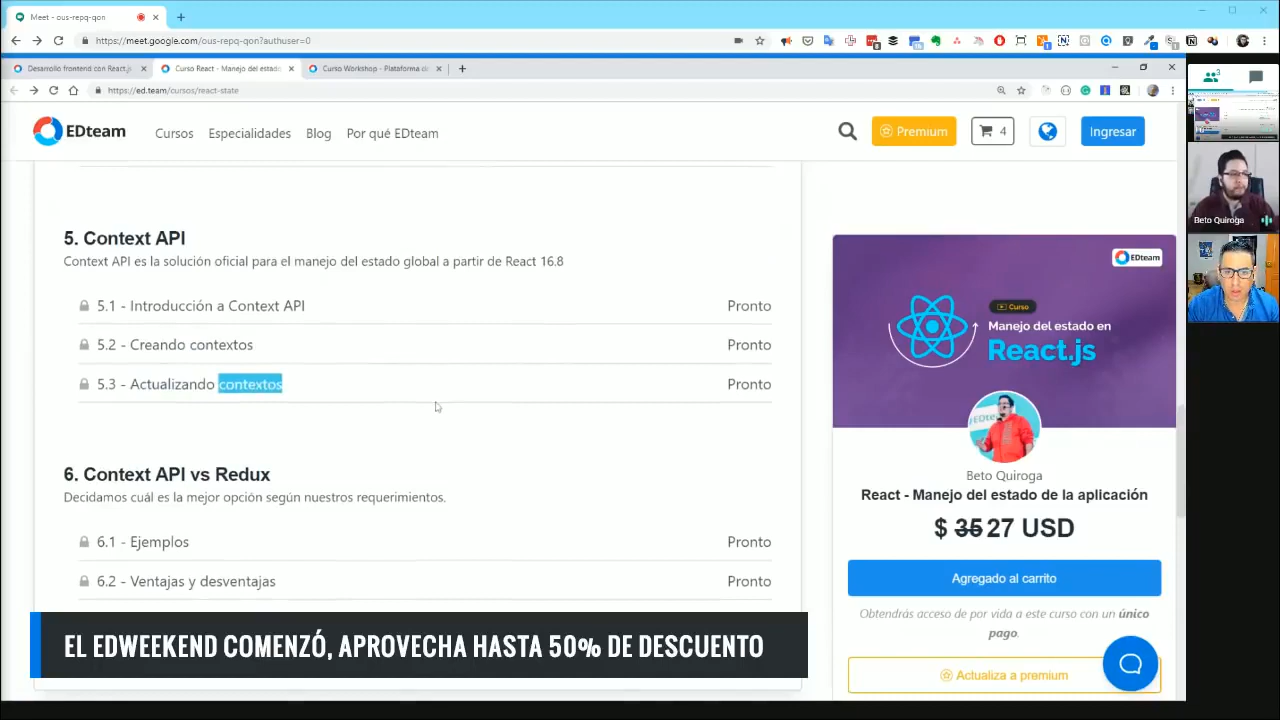 Meet - ous-repq-qon
https://meet.google.com/ous-repq-qon?authuser=0
Desarrollo frontend con React.js
Curso React - Manejo del estado
Curso Workshop - Plataforma de
https://ed.team/cursos/react-state
EDteam
Cursos
Especialidades
Blog
Por qué EDteam
Premium
4
Ingresar
5. Context API
Context API es la solución oficial para el manejo del estado global a partir de React 16.8
5.1 - Introducción a Context API
Pronto
5.2 - Creando contextos
Pronto
5.3 - Actualizando contextos
Pronto
6. Context API vs Redux
Decidamos cuál es la mejor opción según nuestros requerimientos.
6.1 - Ejemplos
Pronto
6.2 - Ventajas y desventajas
Pronto
EDteam
Curso
Manejo del estado en
React.js
Beto Quiroga
React - Manejo del estado de la aplicación
$ 35 27 USD
Agregado al carrito
Obtendrás acceso de por vida a este curso con un único
pago.
Actualiza a premium
EL EDWEEKEND COMENZÓ, APROVECHA HASTA 50% DE DESCUENTO
3
Beto Quiroga